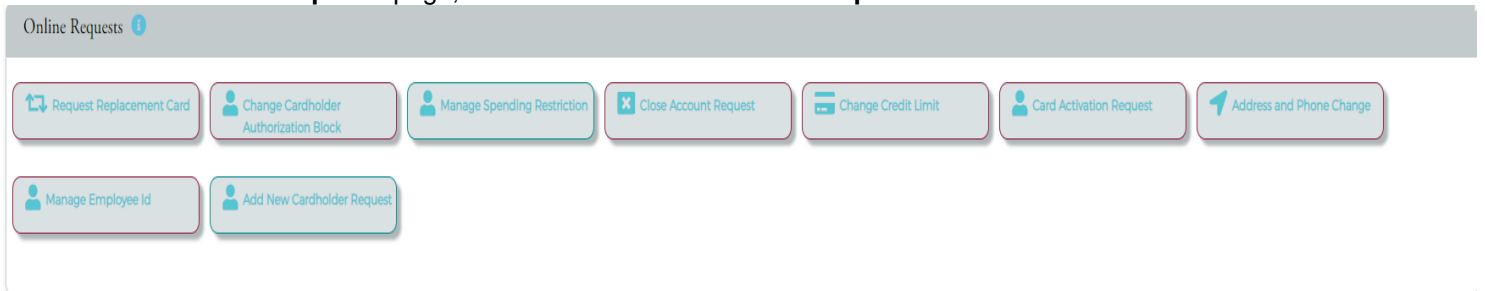 page,
Online Requests
Request Replacement Card
Change Cardholder
Authorization Block
Manage Spending Restriction
Close Account Request
Change Credit Limit
Card Activation Request
Address and Phone Change
Manage Employee Id
Add New Cardholder Request